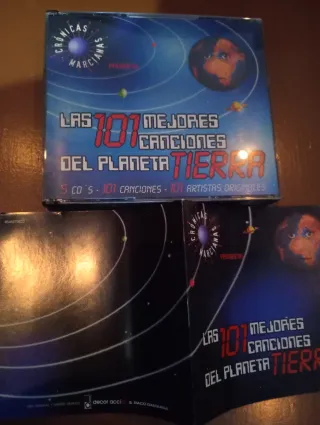 CRÓNICAS
MARCIANAS
LAS 101 MEJORES
CANCIONES
DEL PLANETA TIERRA
5 CD'S - 101 CANCIONES - 101 ARTISTAS ORIGINALES
CRÓNICAS
MARCIANAS
LAS 101 MEJORES
CANCIONES
DEL PLANETA TIERRA